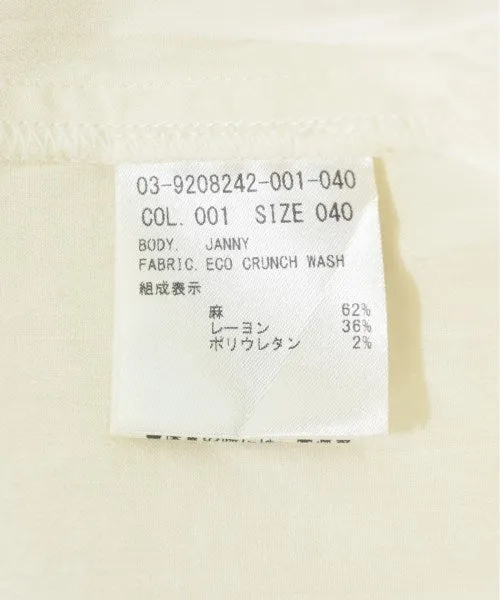 03-9208242-001-040
COL. 001 SIZE 040
BODY. JANNY
FABRIC. ECO CRUNCH WASH
組成表示
麻 62%
レーヨン 36%
ポリウレタン 2%